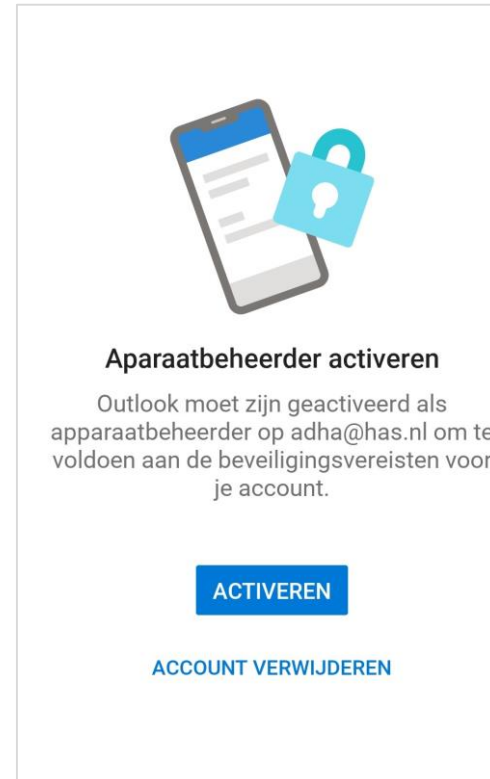 Aparaatbeheerder activeren
Outlook moet zijn geactiveerd als
apparaatbeheerder op adha@has.nl om te
voldoen aan de beveiligingsvereisten voor
je account.
ACTIVEREN
ACCOUNT VERWIJDEREN